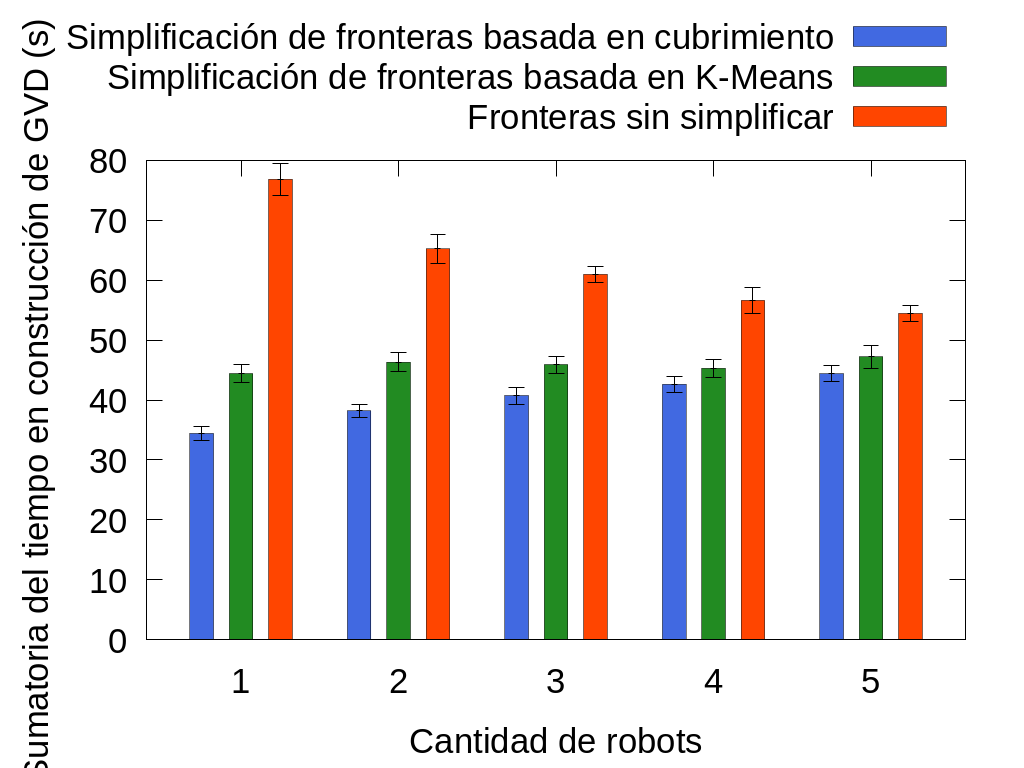 Sumatoria del tiempo en construcción de GVD (s)
Simplificación de fronteras basada en cubrimiento
Simplificación de fronteras basada en K-Means
Fronteras sin simplificar
80
70
60
50
40
30
20
10
0
1 2 3 4 5
Cantidad de robots